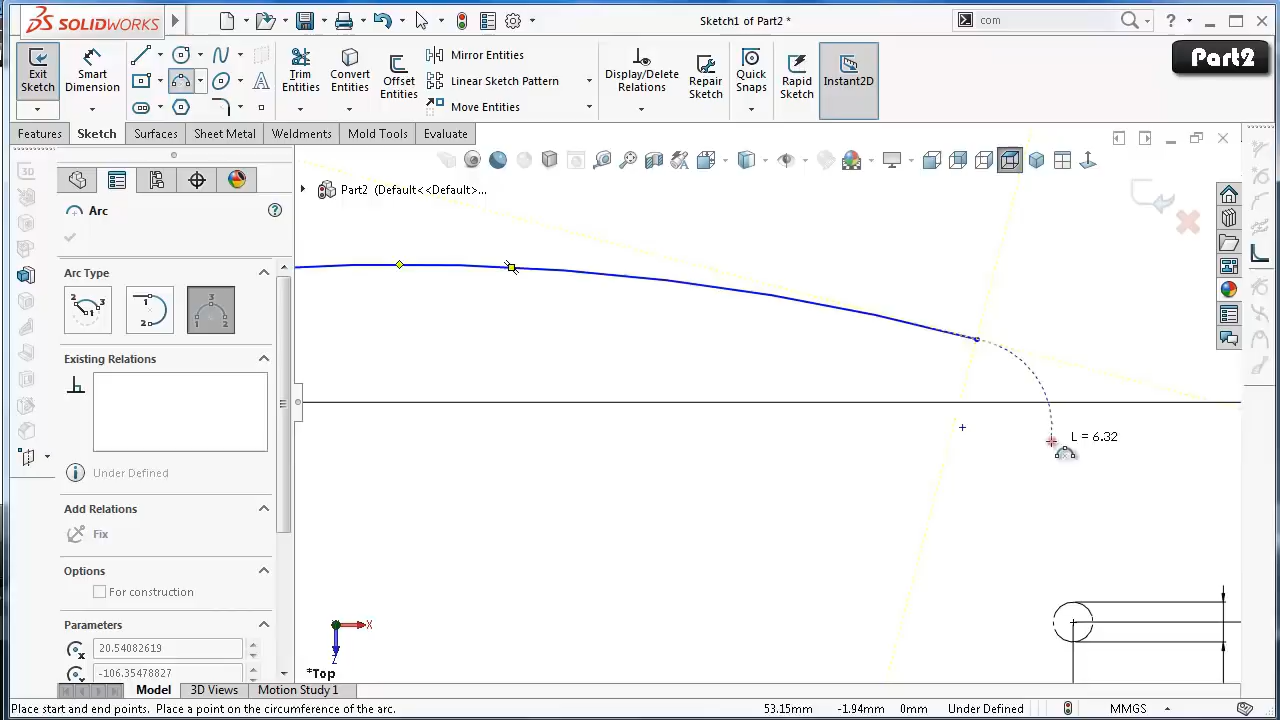 SOLIDWORKS
Sketch1 of Part2 *
com
Part2
Exit Sketch
Smart Dimension
Trim Entities
Convert Entities
Offset Entities
Mirror Entities
Linear Sketch Pattern
Move Entities
Display/Delete Relations
Repair Sketch
Quick Snaps
Rapid Sketch
Instant2D
Features
Sketch
Surfaces
Sheet Metal
Weldments
Mold Tools
Evaluate
Part2 (Default<<Default>...
Arc
Arc Type
Existing Relations
Under Defined
Add Relations
Fix
Options
For construction
Parameters
20.54082619
-106.35478827
L = 6.32
X
Z
*Top
Model
3D Views
Motion Study 1
Place start and end points. Place a point on the circumference of the arc.
53.15mm
-1.94mm
0mm
Under Defined
MMGS